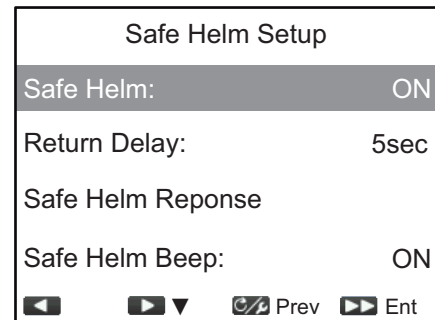 Safe Helm Setup
Safe Helm: ON
Return Delay: 5sec
Safe Helm Reponse
Safe Helm Beep: ON
◀ ▶ ▼ Prev ▶▶ Ent